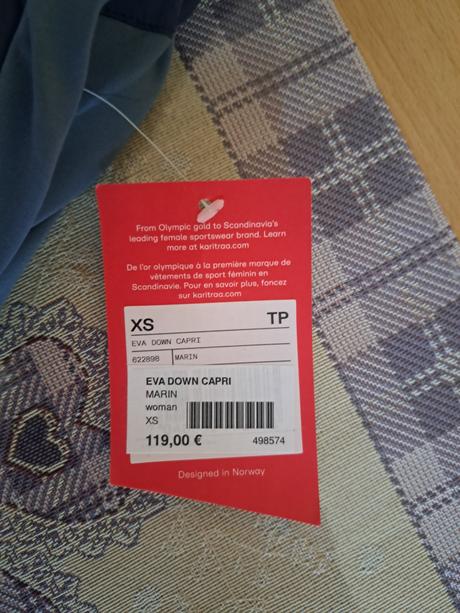 From Olympic gold to Scandinavia's
leading female sportswear brand. Learn
more at karitraa.com
De l'or olympique à la première marque de
vêtements de sport féminin en
Scandinavie. Pour en savoir plus, foncez
sur karitraa.com
XS TP
EVA DOWN CAPRI
622898 MARIN
EVA DOWN CAPRI
MARIN
woman
XS
119,00 € 498574
Designed in Norway